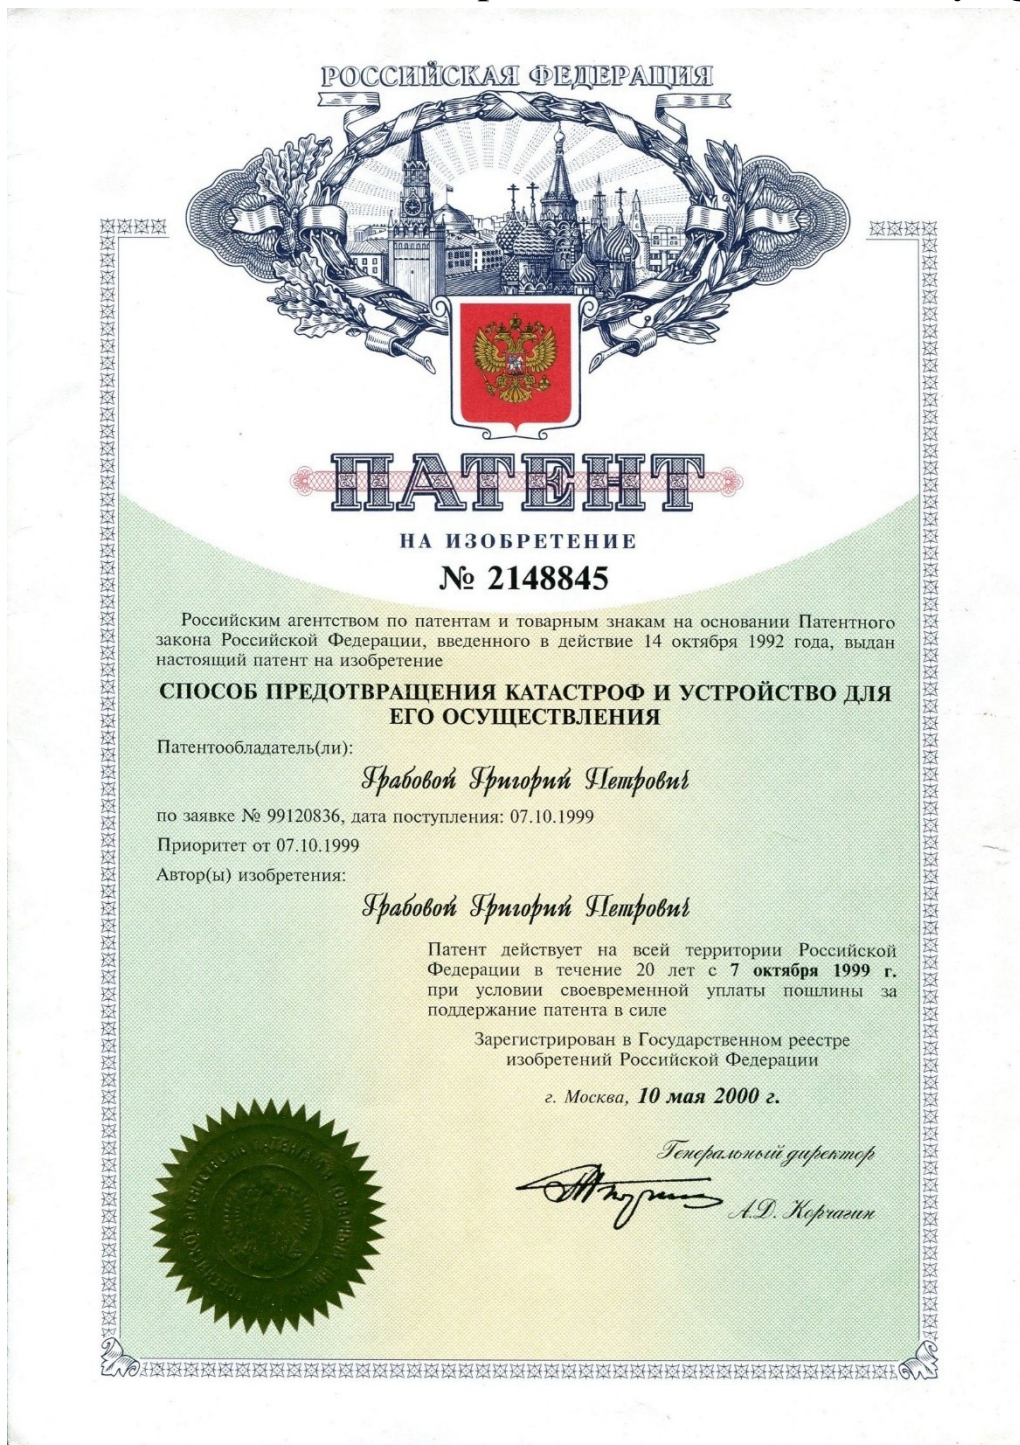 РОССИЙСКАЯ ФЕДЕРАЦИЯ
ПАТЕНТ
НА ИЗОБРЕТЕНИЕ
№ 2148845
Российским агентством по патентам и товарным знакам на основании Патентного
закона Российской Федерации, введенного в действие 14 октября 1992 года, выдан
настоящий патент на изобретение
СПОСОБ ПРЕДОТВРАЩЕНИЯ КАТАСТРОФ И УСТРОЙСТВО ДЛЯ
ЕГО ОСУЩЕСТВЛЕНИЯ
Патентообладатель(ли):
Грабовой Григорий Петрович
по заявке № 99120836, дата поступления: 07.10.1999
Приоритет от 07.10.1999
Автор(ы) изобретения:
Грабовой Григорий Петрович
Патент действует на всей территории Российской
Федерации в течение 20 лет с 7 октября 1999 г.
при условии своевременной уплаты пошлины за
поддержание патента в силе
Зарегистрирован в Государственном реестре
изобретений Российской Федерации
г. Москва, 10 мая 2000 г.
Генеральный директор
А.Д. Корчагин